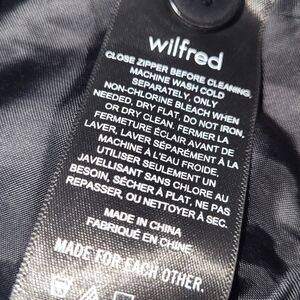 wilfred
CLOSE ZIPPER BEFORE CLEANING,
MACHINE WASH COLD
SEPARATELY, ONLY
NON-CHLORINE BLEACH WHEN
NEEDED, DRY FLAT, DO NOT IRON,
OR DRY CLEAN. FERMER LA
FERMETURE ÉCLAIR AVANT DE
LAVER, LAVER SÉPARÉMENT À LA
MACHINE À L'EAU FROIDE,
UTILISER SEULEMENT UN
JAVELLISANT SANS CHLORE AU
BESOIN, SÉCHER À PLAT, NE PAS
REPASSER, OU NETTOYER À SEC.
MADE IN CHINA
FABRIQUÉ EN CHINE
MADE FOR EACH OTHER.